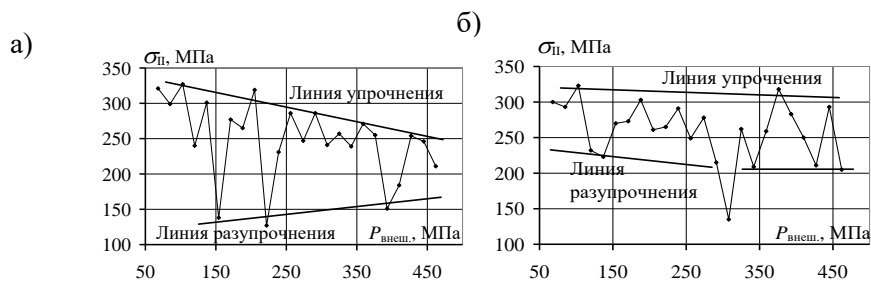 а)
σII, МПа
350
300
250
200
150
100
Линия упрочнения
Линия разупрочнения
Pвнеш., МПа
50 150 250 350 450
б)
σII, МПа
350
300
250
200
150
100
Линия упрочнения
Линия
разупрочнения
Pвнеш., МПа
50 150 250 350 450